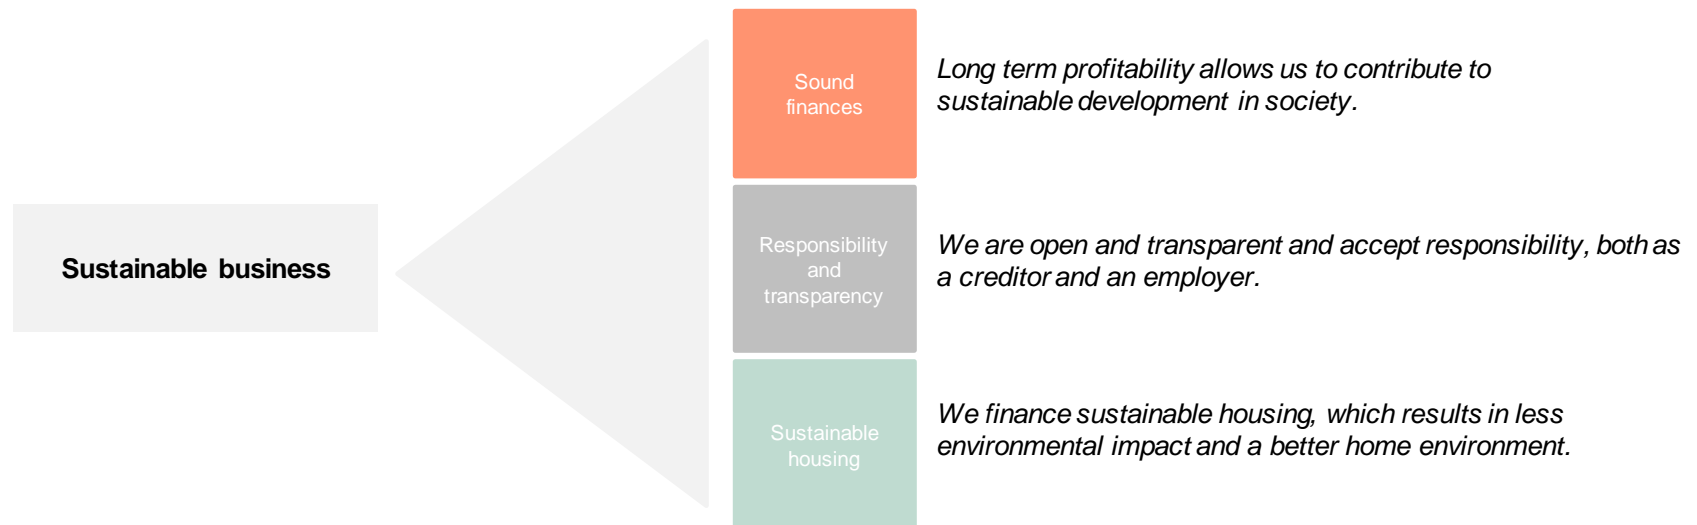 Sustainable business
Sound
finances
Long term profitability allows us to contribute to
sustainable development in society.
Responsibility
and
transparency
We are open and transparent and accept responsibility, both as
a creditor and an employer.
Sustainable
housing
We finance sustainable housing, which results in less
environmental impact and a better home environment.